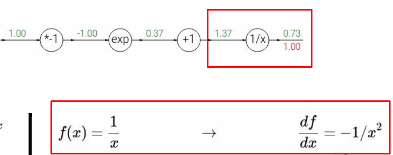 1.00 *-1 -1.00 exp 0.37 +1 1.37 1/x 0.73
1.00
f(x) = 1/x → df/dx = −1/x²